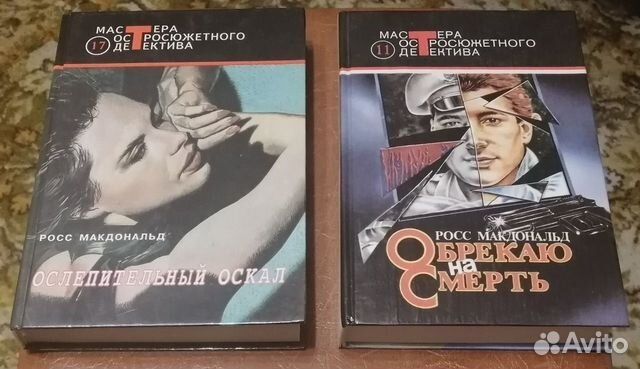 МАСТЕРА
ОСТРОСЮЖЕТНОГО
17 ДЕТЕКТИВА
РОСС МАКДОНАЛЬД
ОСЛЕПИТЕЛЬНЫЙ ОСКАЛ
МАСТЕРА
ОСТРОСЮЖЕТНОГО
11 ДЕТЕКТИВА
РОСС МАКДОНАЛЬД
ОБРЕКАЮ
НА
СМЕРТЬ
Avito